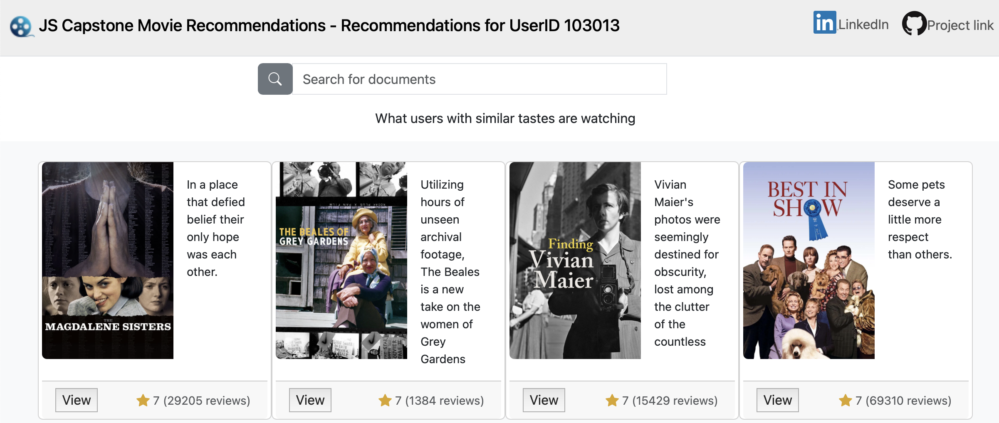 JS Capstone Movie Recommendations - Recommendations for UserID 103013
LinkedIn
Project link
Search for documents
What users with similar tastes are watching
THE
MAGDALENE SISTERS
In a place
that defied
belief their
only hope
was each
other.
View
7 (29205 reviews)
KODAK PLUS X PAN FILM
THE BEALES OF
GREY GARDENS
Utilizing
hours of
unseen
archival
footage,
The Beales
is a new
take on the
women of
Grey
Gardens
View
7 (1384 reviews)
Finding
Vivian
Maier
Vivian
Maier's
photos were
seemingly
destined for
obscurity,
lost among
the clutter
of the
countless
View
7 (15429 reviews)
BEST IN
SHOW
Some pets
deserve a
little more
respect
than others.
View
7 (69310 reviews)